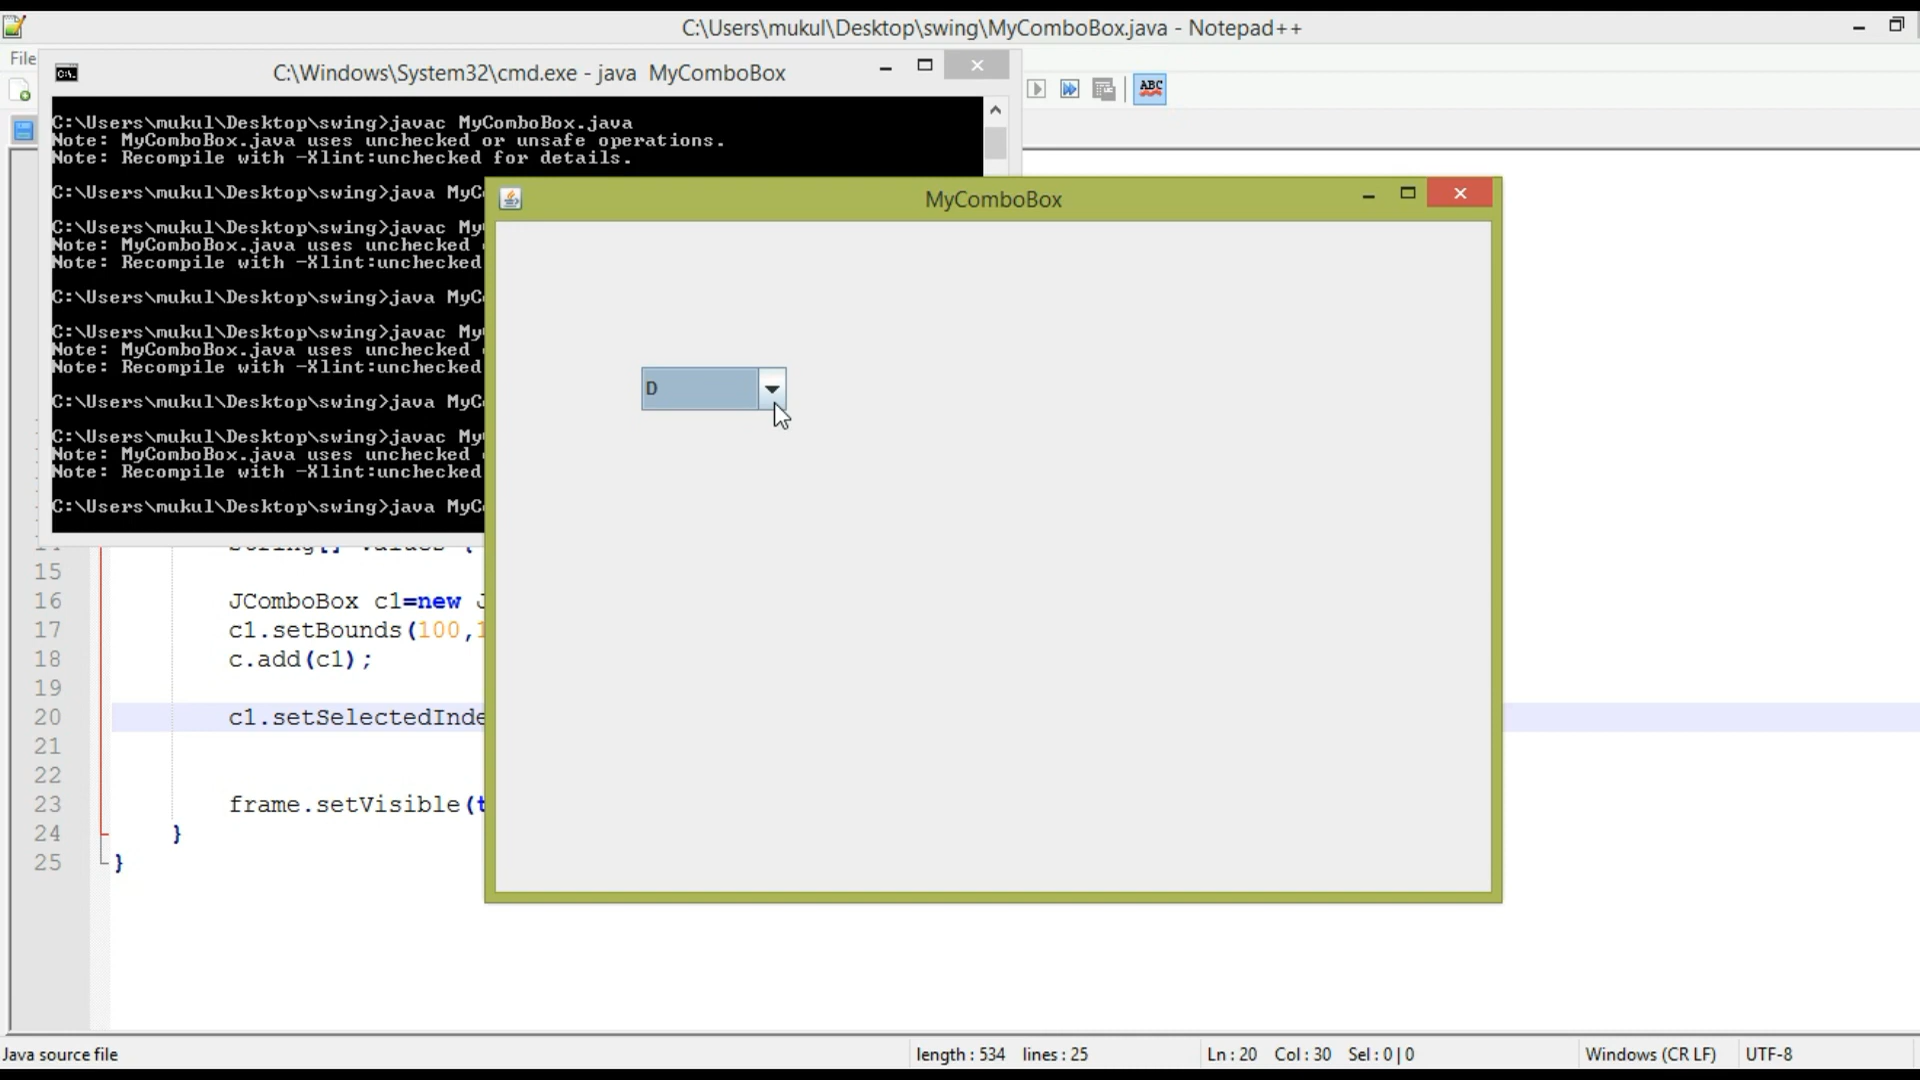 C:\Users\mukul\Desktop\swing\MyComboBox.java - Notepad++
File
C:\Windows\System32\cmd.exe - java MyComboBox
ABC
C:\Users\mukul\Desktop\swing>javac MyComboBox.java
Note: MyComboBox.java uses unchecked or unsafe operations.
Note: Recompile with -Xlint:unchecked for details.
C:\Users\mukul\Desktop\swing>java MyC
MyComboBox
C:\Users\mukul\Desktop\swing>javac My
Note: MyComboBox.java uses unchecked
Note: Recompile with -Xlint:unchecked
C:\Users\mukul\Desktop\swing>java MyC
C:\Users\mukul\Desktop\swing>javac My
Note: MyComboBox.java uses unchecked
Note: Recompile with -Xlint:unchecked
D
C:\Users\mukul\Desktop\swing>java MyC
C:\Users\mukul\Desktop\swing>javac My
Note: MyComboBox.java uses unchecked
Note: Recompile with -Xlint:unchecked
C:\Users\mukul\Desktop\swing>java MyC
15
16 JComboBox c1=new J
17 c1.setBounds(100,1
18 c.add(c1);
19
20 c1.setSelectedInde
21
22
23 frame.setVisible(t
24 }
25 }
Java source file length : 534 lines : 25 Ln : 20 Col : 30 Sel : 0 | 0 Windows (CR LF) UTF-8